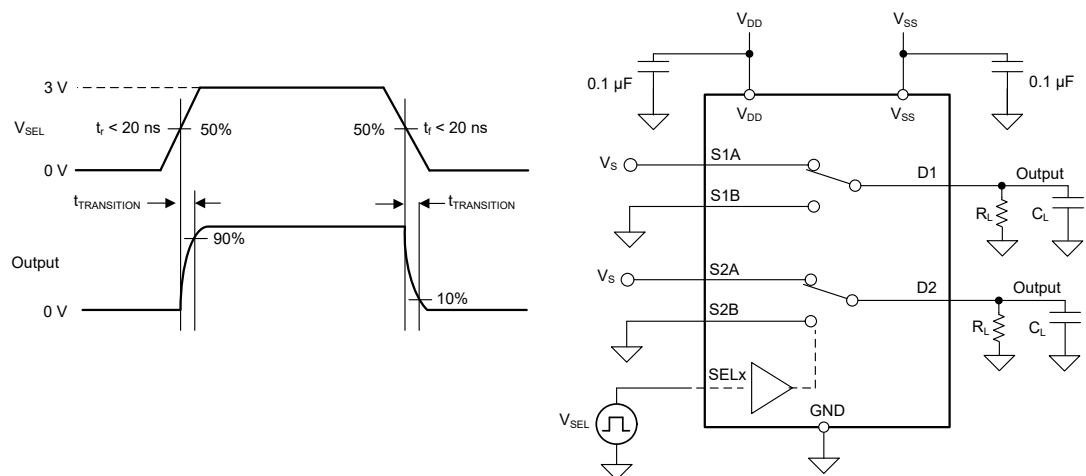 3 V
V_SEL
t_r < 20 ns
50%
50%
t_f < 20 ns
0 V
t_TRANSITION
t_TRANSITION
90%
Output
10%
0 V
V_DD
V_SS
0.1 µF
0.1 µF
V_DD
V_SS
V_S
S1A
D1
Output
S1B
R_L
C_L
V_S
S2A
D2
Output
S2B
R_L
C_L
SELx
V_SEL
GND